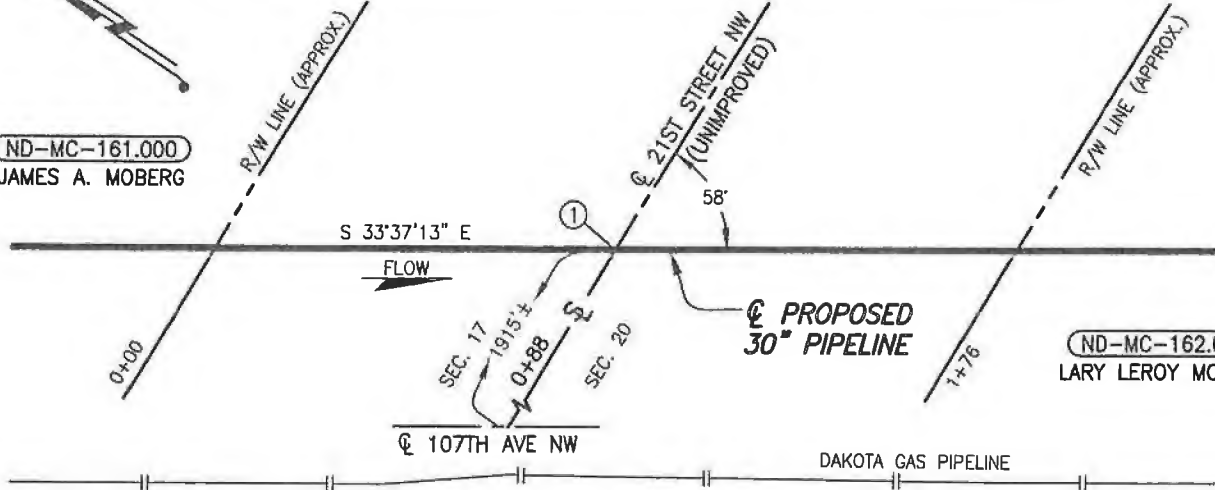 R/W LINE (APPROX.)
℄ 21ST STREET NW
(UNIMPROVED)
R/W LINE (APPROX.)
ND-MC-161.000
JAMES A. MOBERG
58°
1
S 33°37'13" E
FLOW
℄ PROPOSED
30" PIPELINE
SEC. 17
1915'±
0+88
SEC. 20
0+00
1+76
ND-MC-162.0
LARY LEROY MO
℄ 107TH AVE NW
DAKOTA GAS PIPELINE